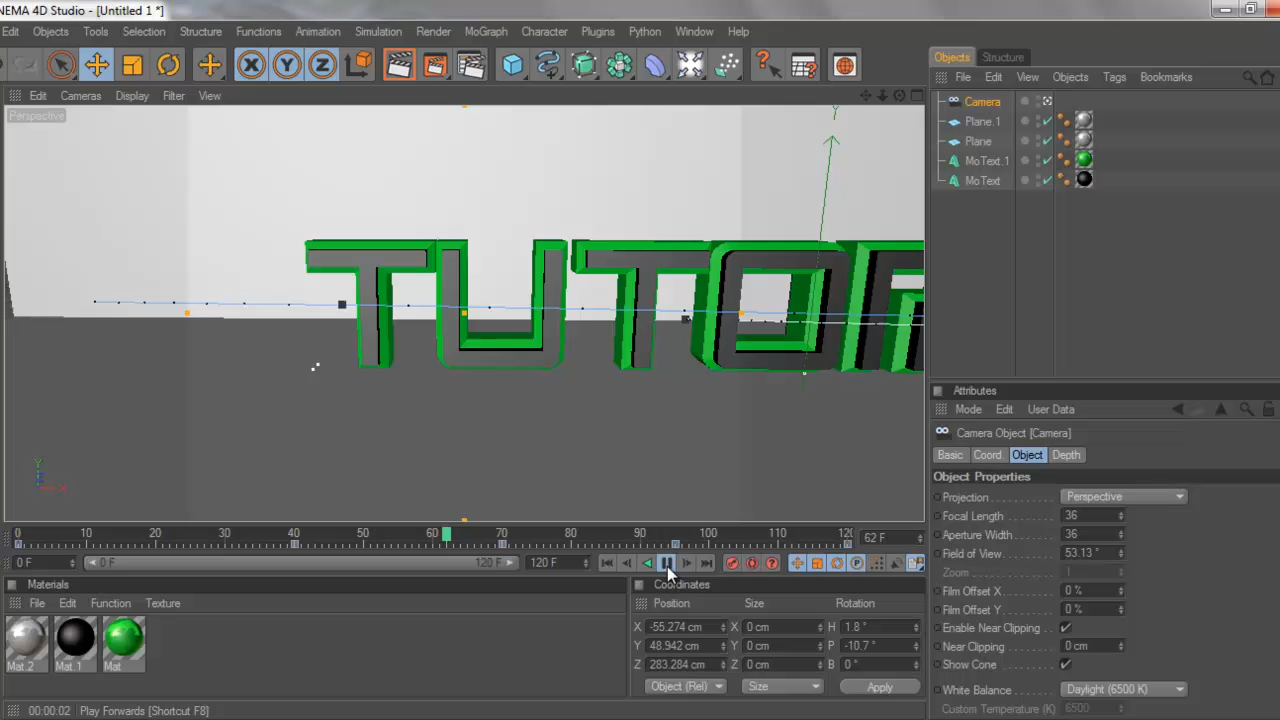 NEMA 4D Studio - [Untitled 1 *]
Edit Objects Tools Selection Structure Functions Animation Simulation Render MoGraph Character Plugins Python Window Help
X Y Z
Objects Structure
File Edit View Objects Tags Bookmarks
Edit Cameras Display Filter View
Perspective
Camera
Plane.1
Plane
MoText.1
MoText
Y
TUTOR
Y
X
Attributes
Mode Edit User Data
Camera Object [Camera]
Basic Coord. Object Depth
Object Properties
Projection Perspective
Focal Length 36
Aperture Width 36
Field of View 53.13 °
Zoom 1
Film Offset X 0 %
Film Offset Y 0 %
Enable Near Clipping
Near Clipping 0 cm
Show Cone
White Balance Daylight (6500 K)
Custom Temperature (K) 6500
0 10 20 30 40 50 60 70 80 90 100 110 120 62 F
0 F 0 F 120 F 120 F
Materials
File Edit Function Texture
Mat.2 Mat.1 Mat
Coordinates
Position Size Rotation
X -55.274 cm X 0 cm H 1.8 °
Y 48.942 cm Y 0 cm P -10.7 °
Z 283.284 cm Z 0 cm B 0 °
Object (Rel) Size Apply
00:00:02 Play Forwards [Shortcut F8]